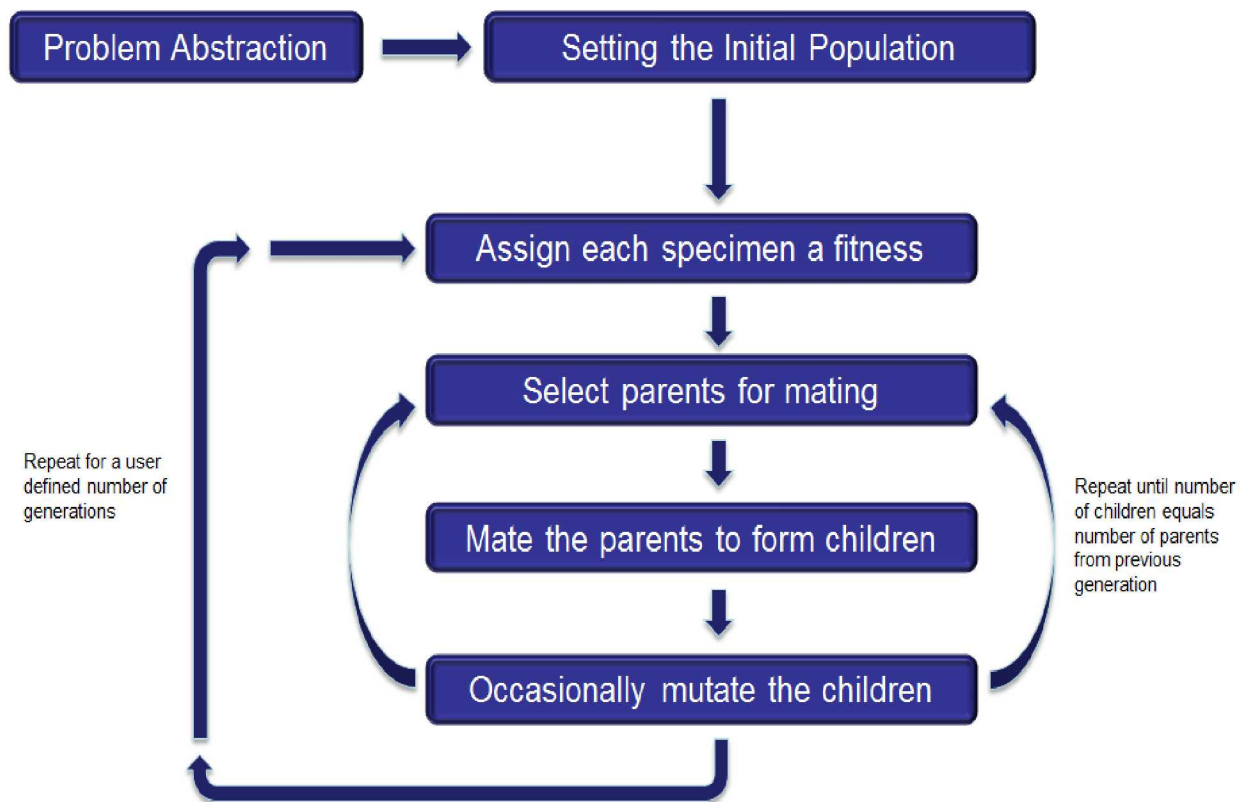 Problem Abstraction
Setting the Initial Population
Assign each specimen a fitness
Select parents for mating
Repeat for a user
defined number of
generations
Mate the parents to form children
Repeat until number
of children equals
number of parents
from previous
generation
Occasionally mutate the children